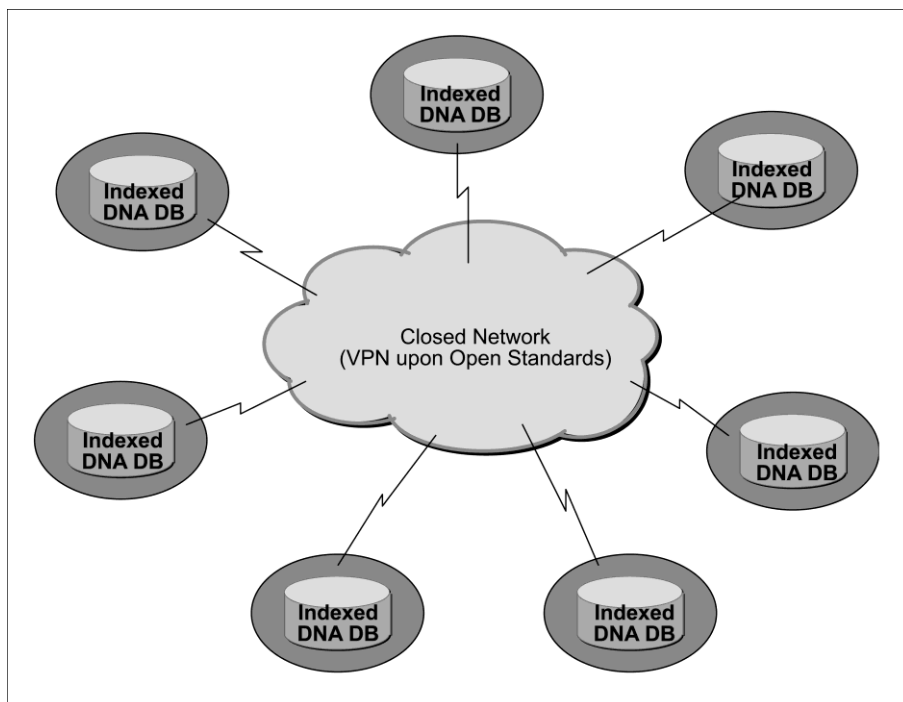 Indexed
DNA DB
Indexed
DNA DB
Indexed
DNA DB
Closed Network
(VPN upon Open Standards)
Indexed
DNA DB
Indexed
DNA DB
Indexed
DNA DB
Indexed
DNA DB